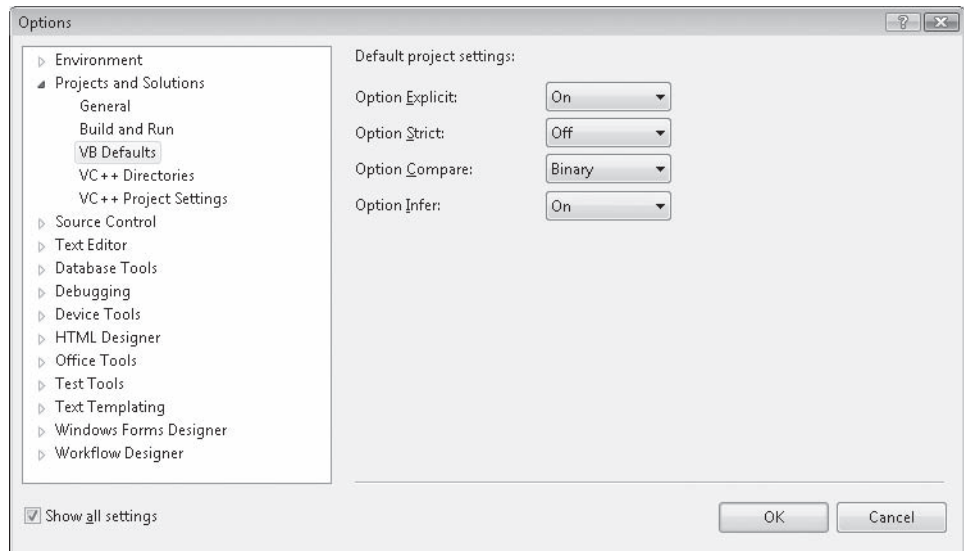 Options
Environment
Projects and Solutions
General
Build and Run
VB Defaults
VC++ Directories
VC++ Project Settings
Source Control
Text Editor
Database Tools
Debugging
Device Tools
HTML Designer
Office Tools
Test Tools
Text Templating
Windows Forms Designer
Workflow Designer
Show all settings
Default project settings:
Option Explicit: On
Option Strict: Off
Option Compare: Binary
Option Infer: On
OK Cancel